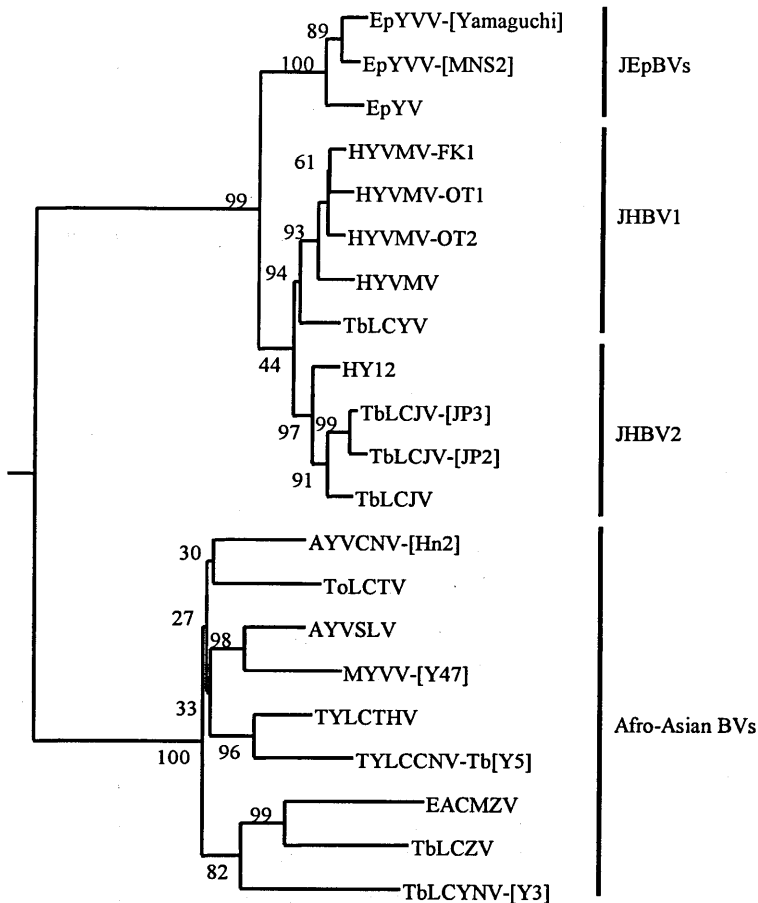 EpYVV-[Yamaguchi]
89
EpYVV-[MNS2]
100
JEpBVs
EpYV
HYVMV-FK1
61
HYVMV-OT1
99
JHBV1
93
HYVMV-OT2
94
HYVMV
TbLCYV
44
HY12
TbLCJV-[JP3]
99
97
JHBV2
TbLCJV-[JP2]
91
TbLCJV
AYVCNV-[Hn2]
30
ToLCTV
27
AYVSLV
98
MYVV-[Y47]
33
TYLCTHV
Afro-Asian BVs
96
100
TYLCCNV-Tb[Y5]
EACMZV
99
TbLCZV
82
TbLCYNV-[Y3]